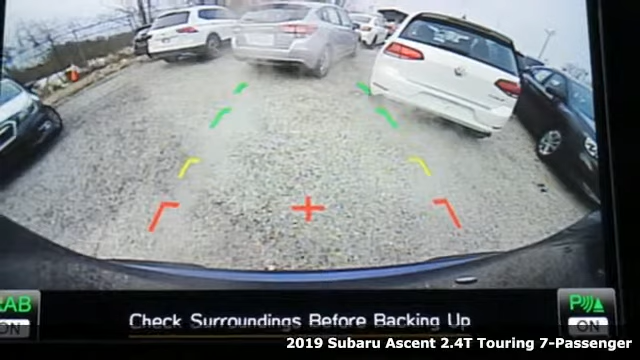 RAB
ON
Check Surroundings Before Backing Up
P
ON
2019 Subaru Ascent 2.4T Touring 7-Passenger